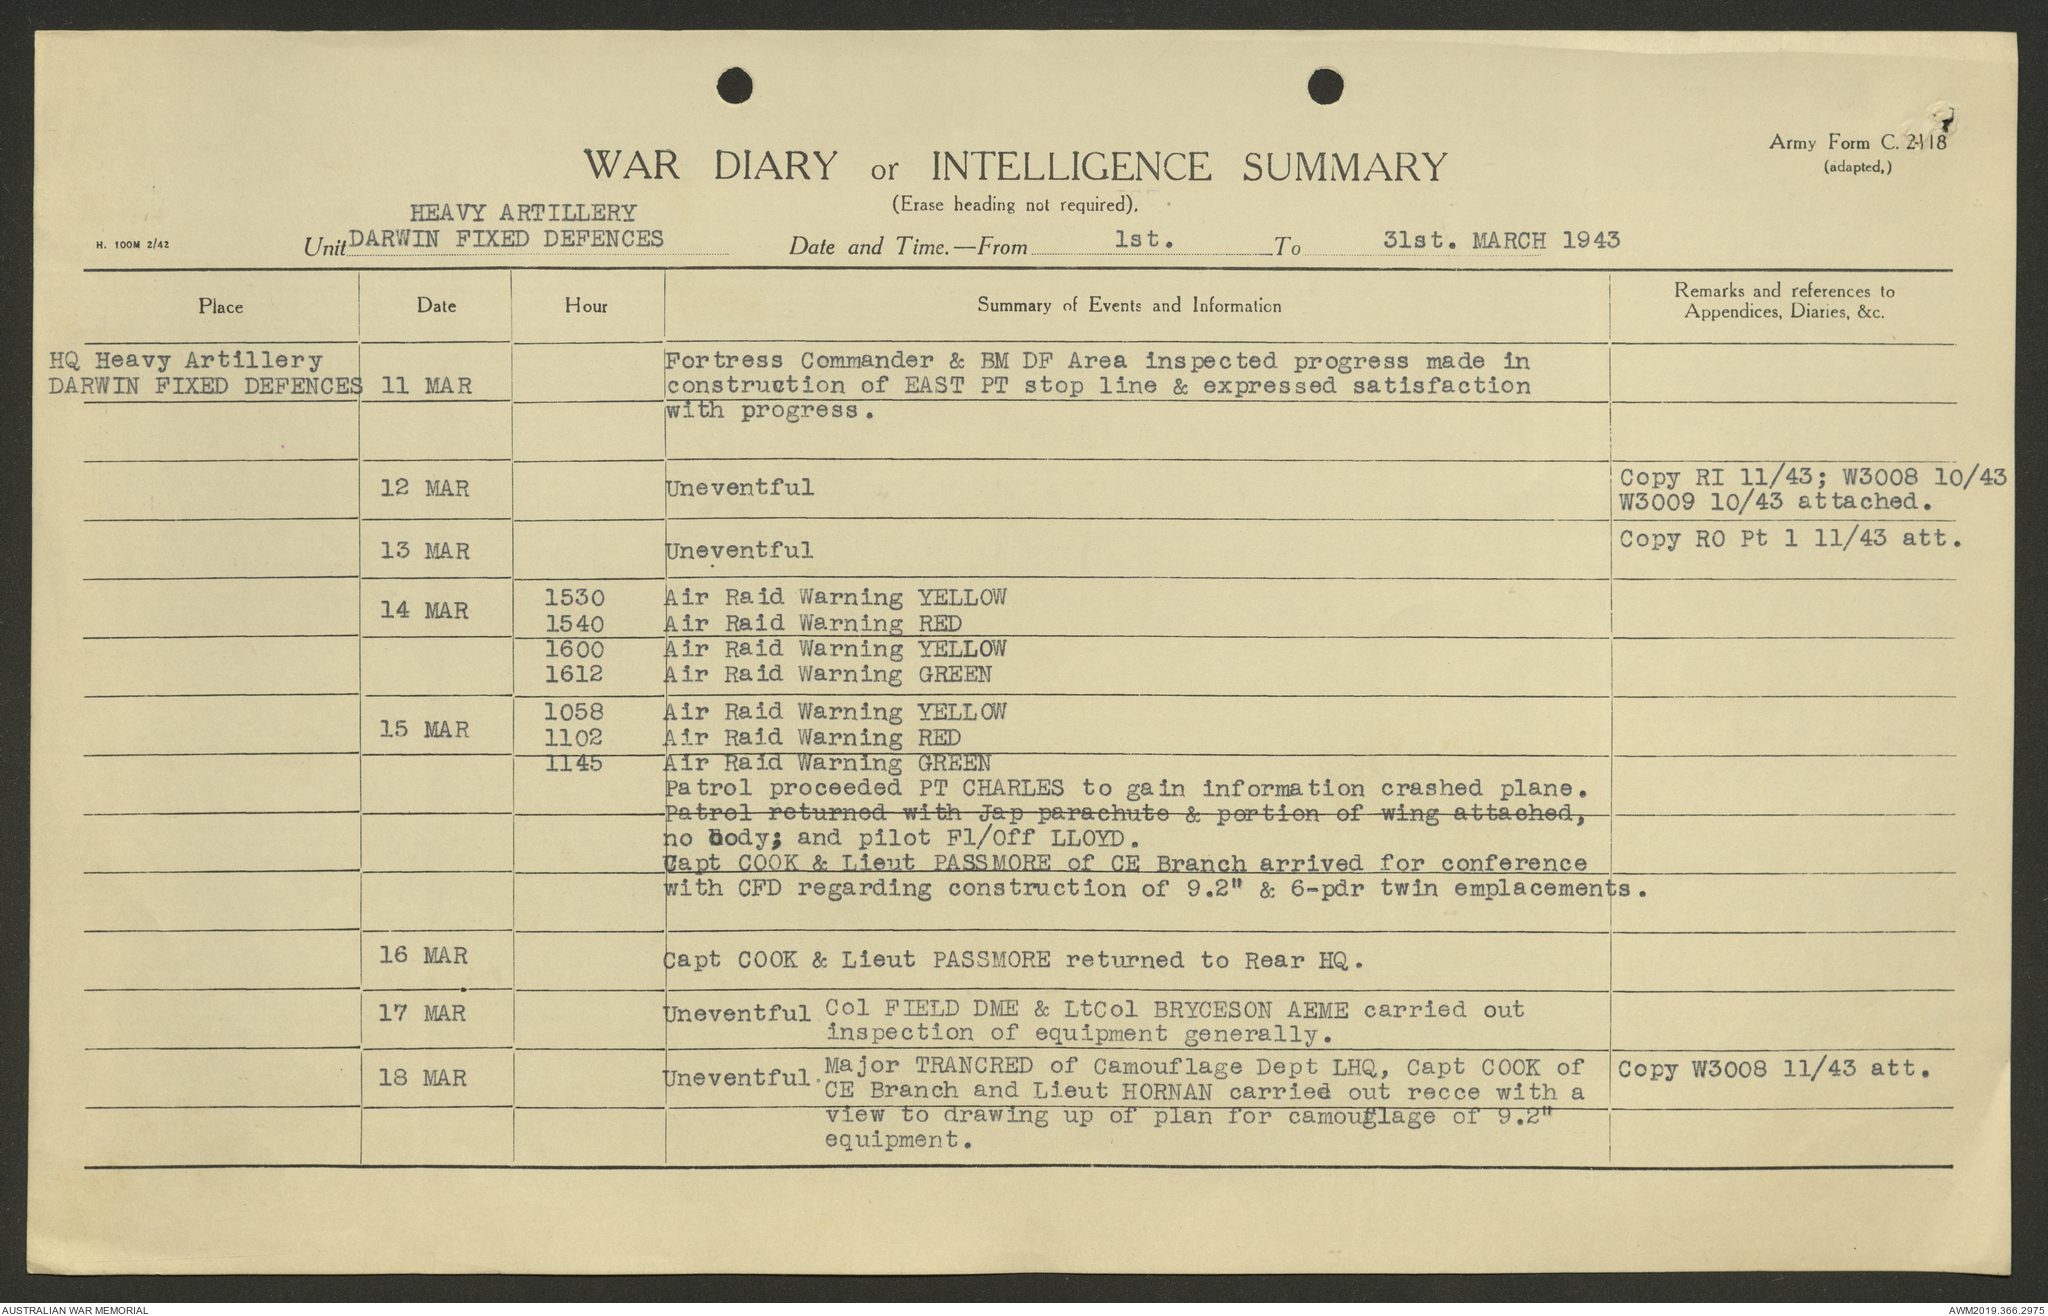 Army Form C. 2118
(adapted.)
WAR DIARY or INTELLIGENCE SUMMARY
(Erase heading not required).
HEAVY ARTILLERY
H. 100M 2/42 Unit DARWIN FIXED DEFENCES Date and Time.—From 1st. To 31st. MARCH 1943
Place Date Hour Summary of Events and Information Remarks and references to
Appendices, Diaries, &c.
HQ Heavy Artillery Fortress Commander & BM DF Area inspected progress made in
DARWIN FIXED DEFENCES 11 MAR construction of EAST PT stop line & expressed satisfaction
with progress.
12 MAR Uneventful Copy RI 11/43; W3008 10/43
W3009 10/43 attached.
13 MAR Uneventful Copy RO Pt 1 11/43 att.
14 MAR 1530 Air Raid Warning YELLOW
1540 Air Raid Warning RED
1600 Air Raid Warning YELLOW
1612 Air Raid Warning GREEN
15 MAR 1058 Air Raid Warning YELLOW
1102 Air Raid Warning RED
1145 Air Raid Warning GREEN
Patrol proceeded PT CHARLES to gain information crashed plane.
Patrol returned with Jap parachute & portion of wing attached,
no body; and pilot Fl/Off LLOYD.
Capt COOK & Lieut PASSMORE of CE Branch arrived for conference
with CFD regarding construction of 9.2" & 6-pdr twin emplacements.
16 MAR Capt COOK & Lieut PASSMORE returned to Rear HQ.
17 MAR Uneventful Col FIELD DME & LtCol BRYCESON AEME carried out
inspection of equipment generally.
18 MAR Uneventful. Major TRANCRED of Camouflage Dept LHQ, Capt COOK of Copy W3008 11/43 att.
CE Branch and Lieut HORNAN carried out recce with a
view to drawing up of plan for camouglage of 9.2"
equipment.
AUSTRALIAN WAR MEMORIAL AWM2019.366.2975